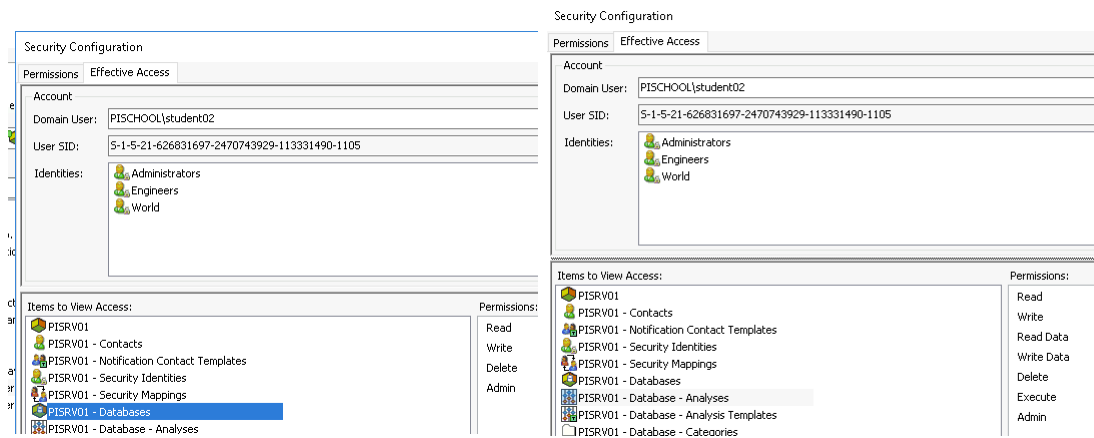 Security Configuration
Permissions
Effective Access
Account
Domain User:
PISCHOOL\student02
User SID:
S-1-5-21-626831697-2470743929-113331490-1105
Identities:
Administrators
Engineers
World
Items to View Access:
PISRV01
PISRV01 - Contacts
PISRV01 - Notification Contact Templates
PISRV01 - Security Identities
PISRV01 - Security Mappings
PISRV01 - Databases
PISRV01 - Database - Analyses
Permissions:
Read
Write
Delete
Admin
Security Configuration
Permissions
Effective Access
Account
Domain User:
PISCHOOL\student02
User SID:
S-1-5-21-626831697-2470743929-113331490-1105
Identities:
Administrators
Engineers
World
Items to View Access:
PISRV01
PISRV01 - Contacts
PISRV01 - Notification Contact Templates
PISRV01 - Security Identities
PISRV01 - Security Mappings
PISRV01 - Databases
PISRV01 - Database - Analyses
PISRV01 - Database - Analysis Templates
PISRV01 - Database - Categories
Permissions:
Read
Write
Read Data
Write Data
Delete
Execute
Admin